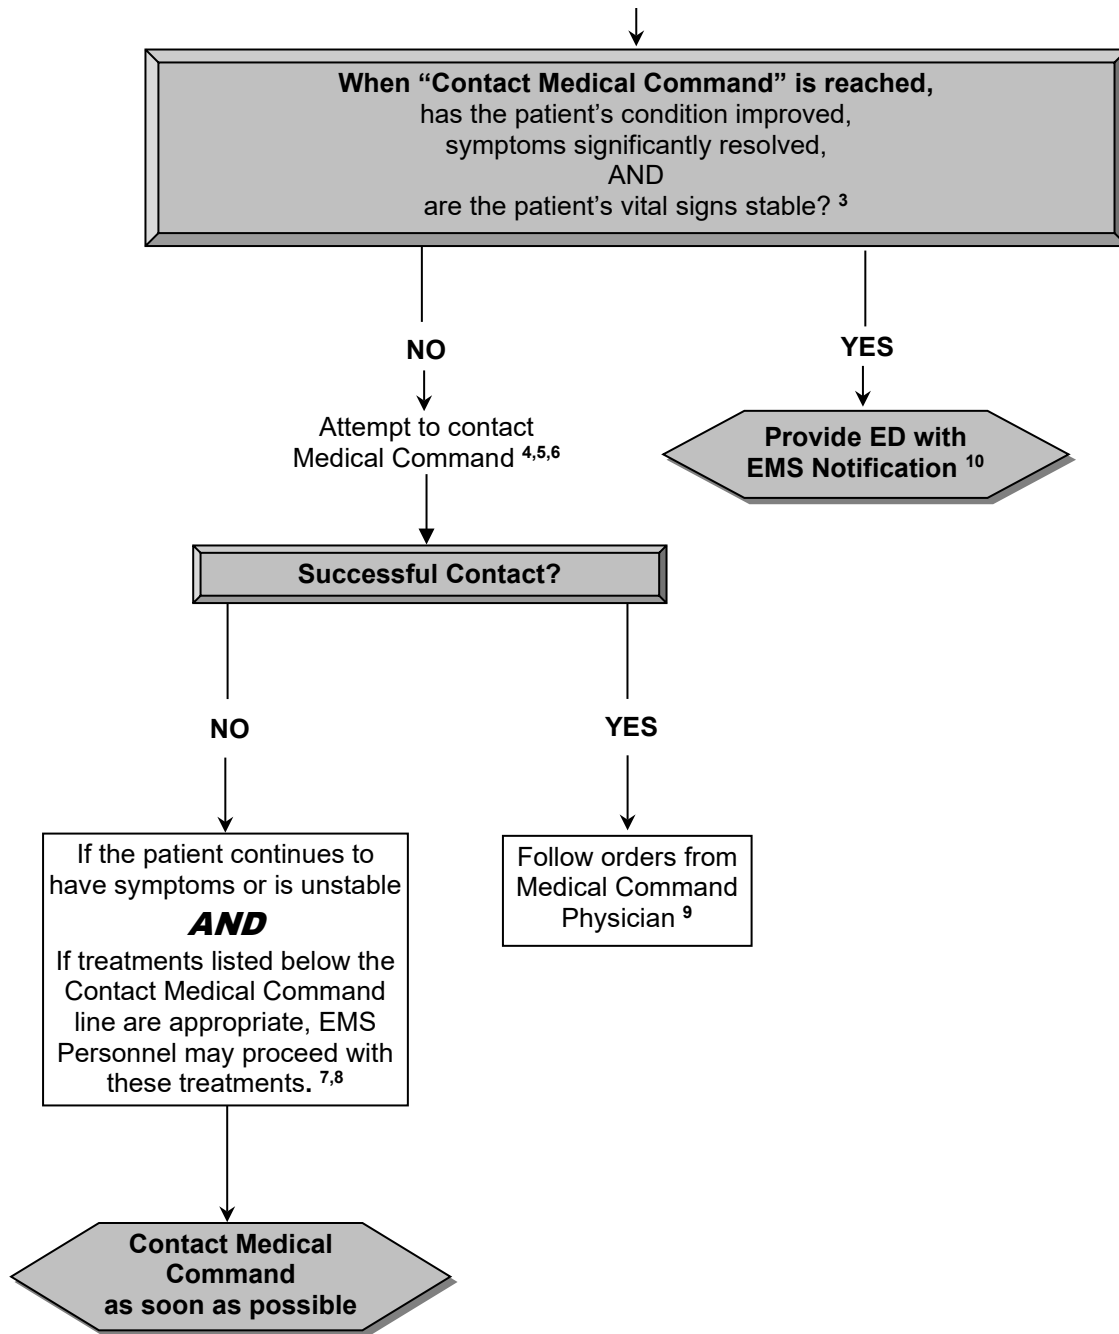 When “Contact Medical Command” is reached,
has the patient’s condition improved,
symptoms significantly resolved,
AND
are the patient’s vital signs stable? 3
NO
YES
Attempt to contact
Medical Command 4,5,6
Provide ED with
EMS Notification 10
Successful Contact?
NO
YES
If the patient continues to
have symptoms or is unstable
AND
If treatments listed below the
Contact Medical Command
line are appropriate, EMS
Personnel may proceed with
these treatments. 7,8
Follow orders from
Medical Command
Physician 9
Contact Medical
Command
as soon as possible